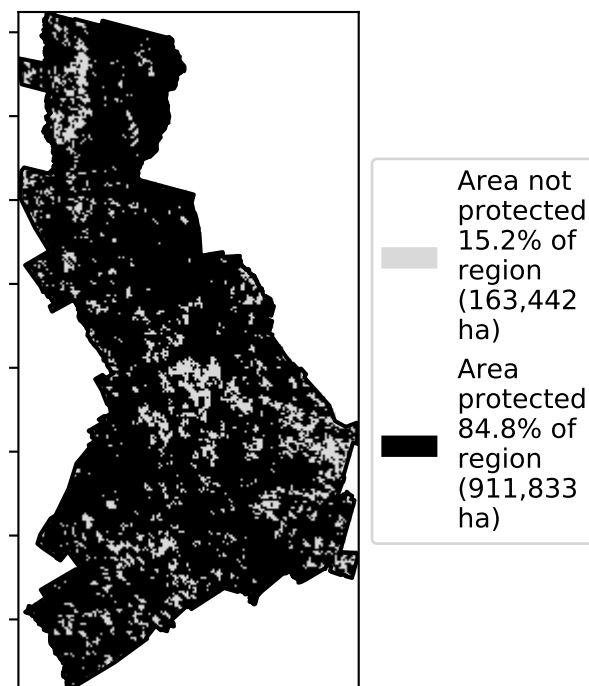 Area not
protected
15.2% of
region
(163,442
ha)
Area
protected
84.8% of
region
(911,833
ha)